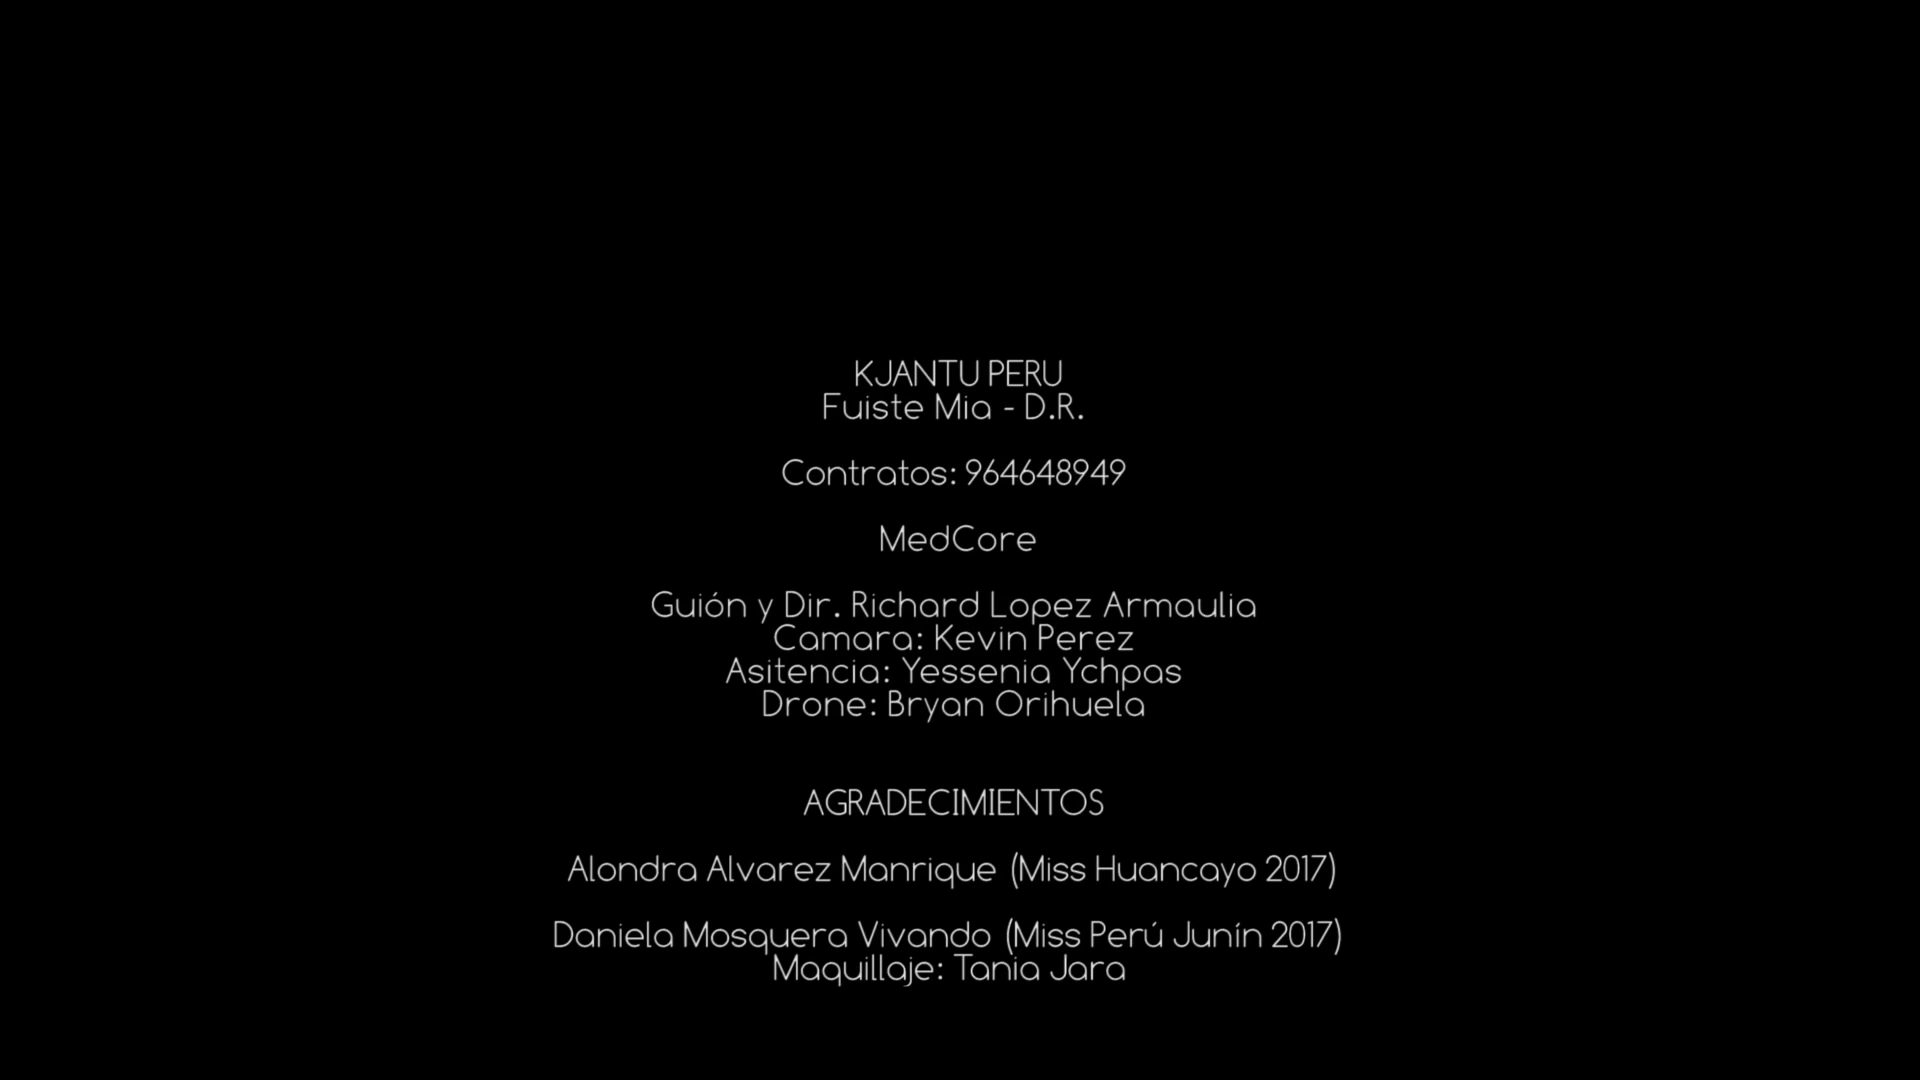 KJANTU PERU
Fuiste Mia - D.R.
Contratos: 964648949
MedCore
Guión y Dir. Richard Lopez Armaulia
Camara: Kevin Perez
Asitencia: Yessenia Ychpas
Drone: Bryan Orihuela
AGRADECIMIENTOS
Alondra Alvarez Manrique (Miss Huancayo 2017)
Daniela Mosquera Vivando (Miss Perú Junín 2017)
Maquillaje: Tania Jara